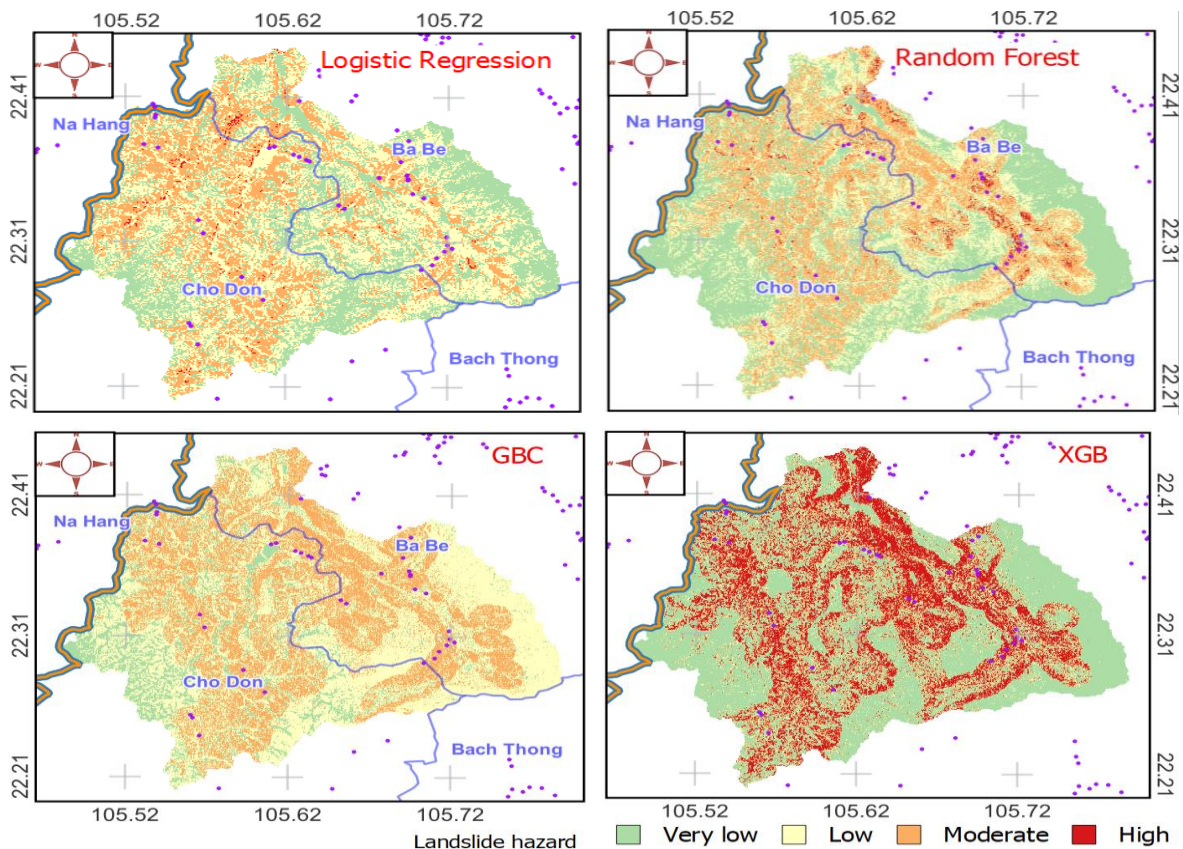 105.52 105.62 105.72 105.52 105.62 105.72
Logistic Regression
Random Forest
22.41
22.41
Na Hang
Na Hang
Ba Be
Ba Be
22.31
22.31
Cho Don
Cho Don
Bach Thong
Bach Thong
22.21
22.21
GBC
XGB
22.41
22.41
Na Hang
Ba Be
22.31
22.31
Cho Don
Bach Thong
22.21
22.21
105.52 105.62 105.72 105.52 105.62 105.72
Landslide hazard Very low Low Moderate High